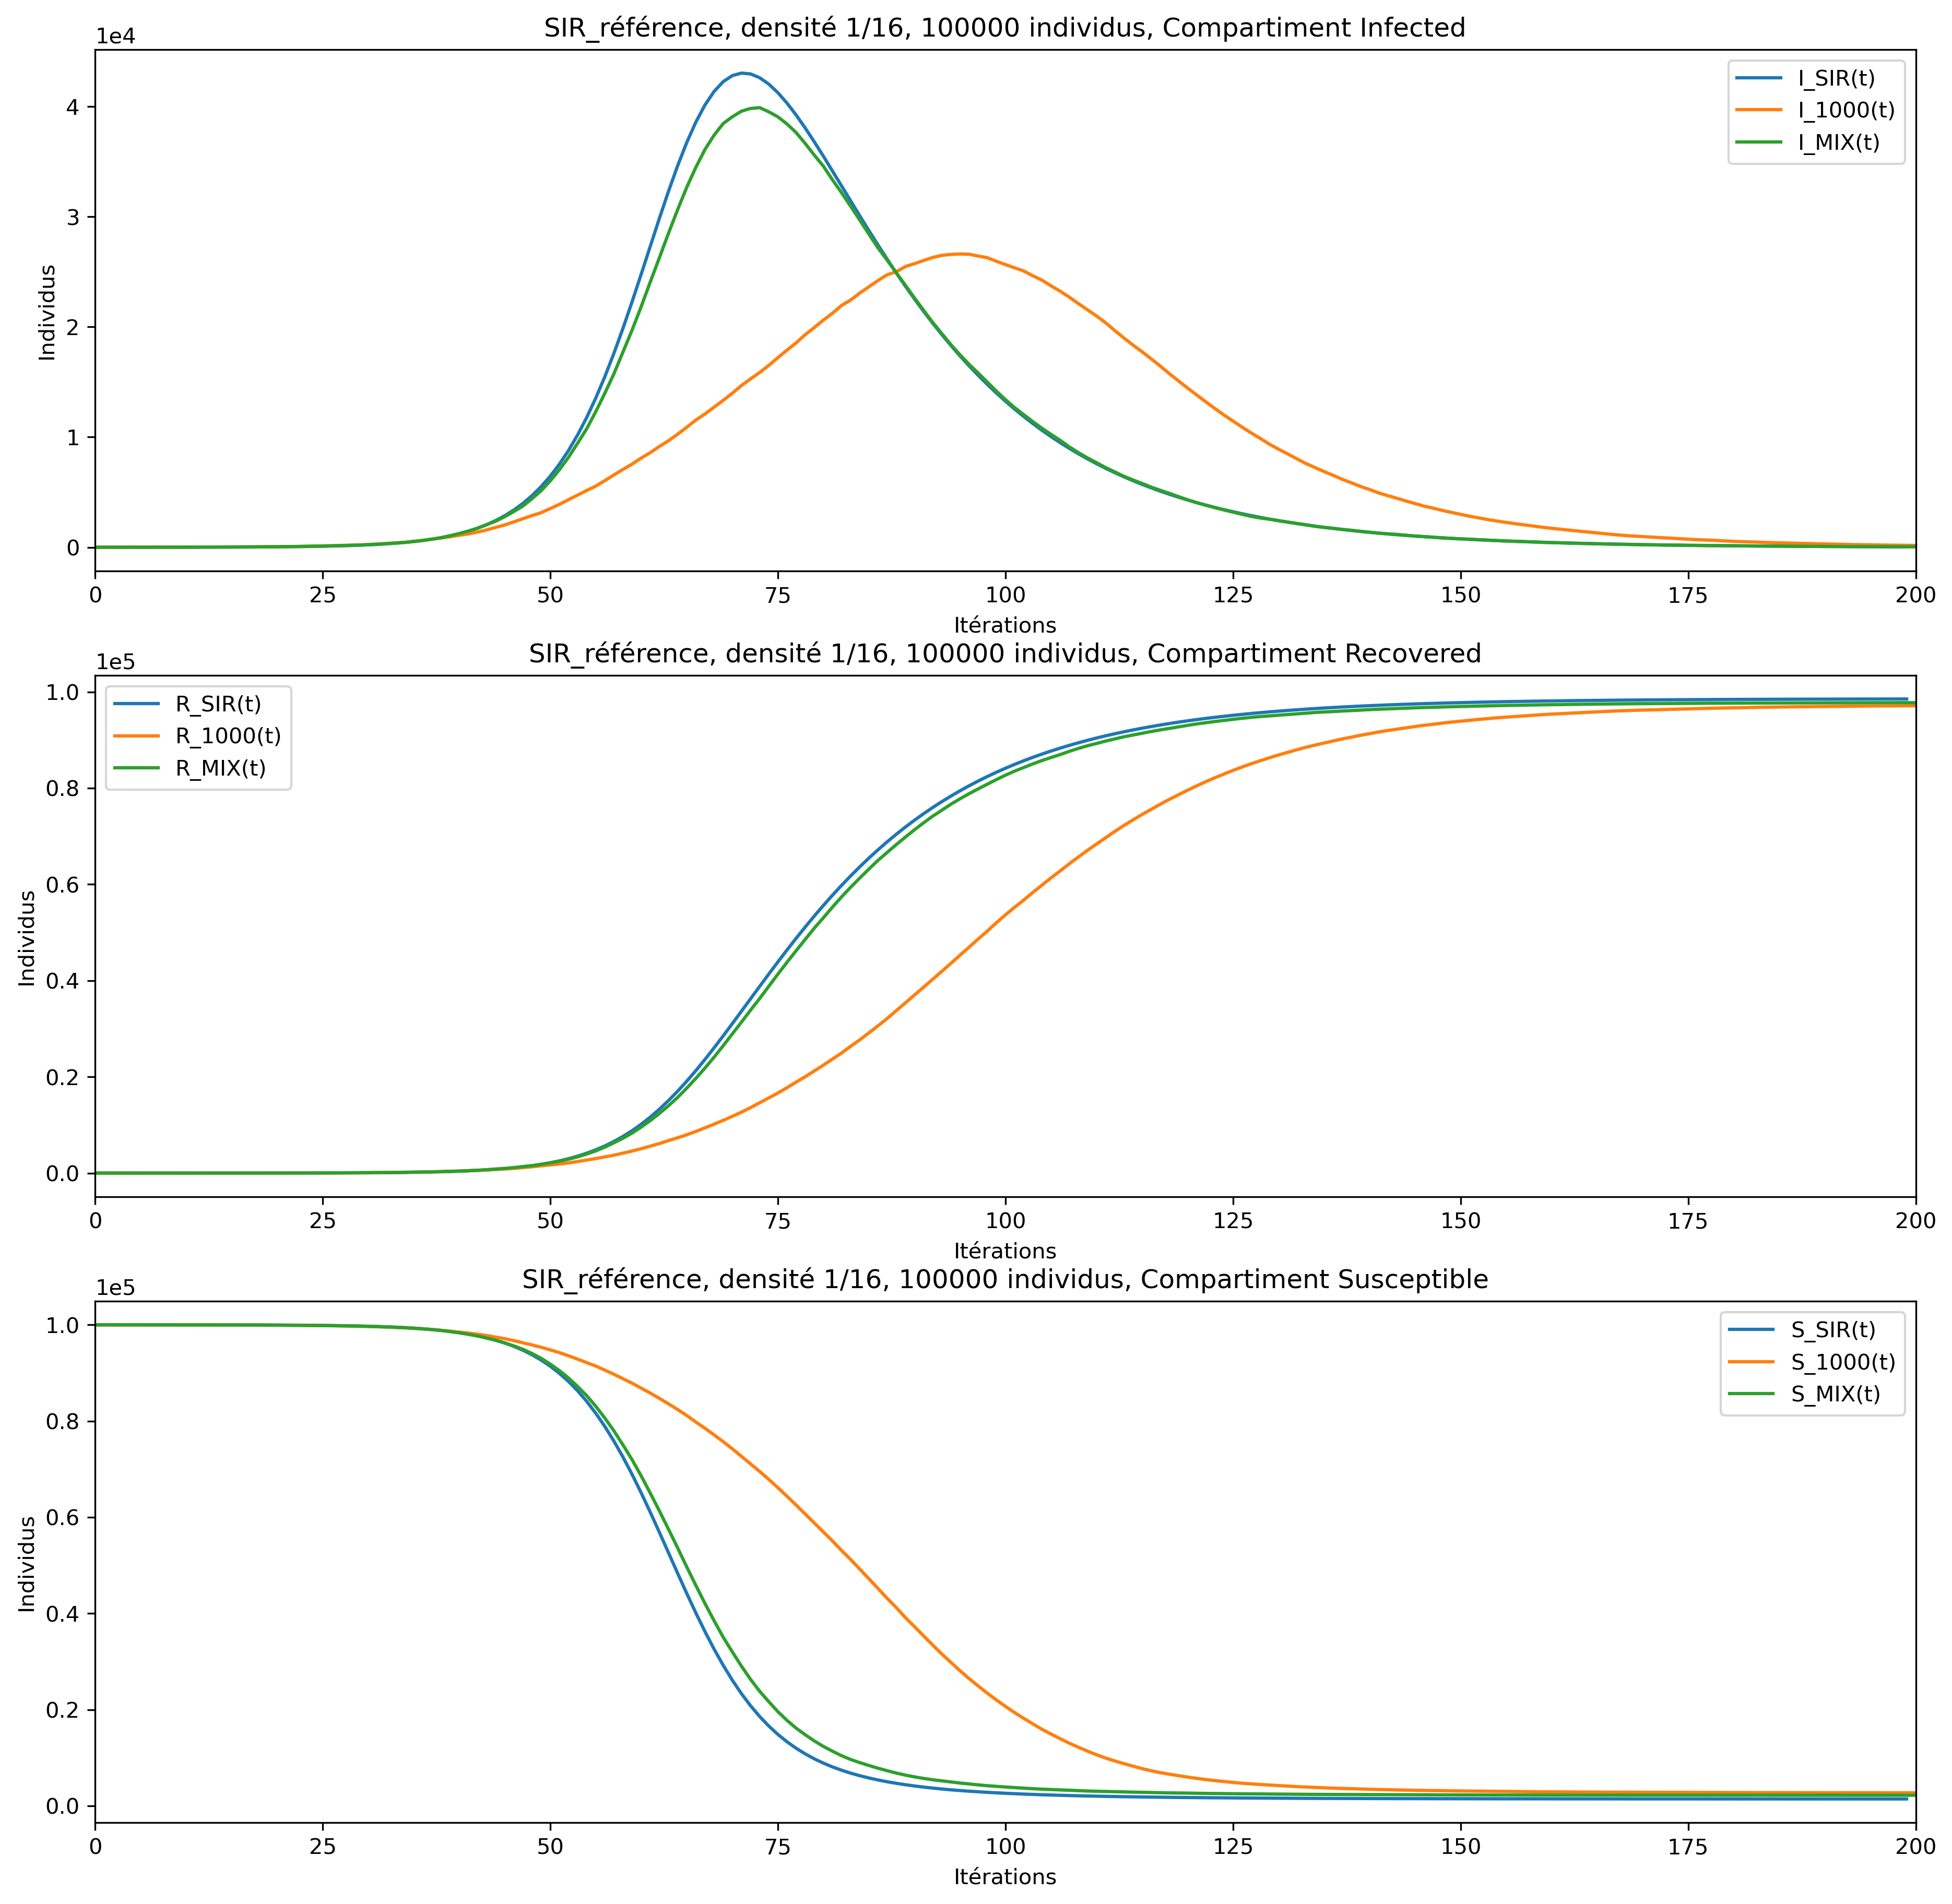 SIR_référence, densité 1/16, 100000 individus, Compartiment Infected
1e4
I_SIR(t)
I_1000(t)
I_MIX(t)
4
3
2
1
0
Individus
0 25 50 75 100 125 150 175 200
Itérations
SIR_référence, densité 1/16, 100000 individus, Compartiment Recovered
1e5
R_SIR(t)
R_1000(t)
R_MIX(t)
1.0
0.8
0.6
0.4
0.2
0.0
Individus
0 25 50 75 100 125 150 175 200
Itérations
SIR_référence, densité 1/16, 100000 individus, Compartiment Susceptible
1e5
S_SIR(t)
S_1000(t)
S_MIX(t)
1.0
0.8
0.6
0.4
0.2
0.0
Individus
0 25 50 75 100 125 150 175 200
Itérations